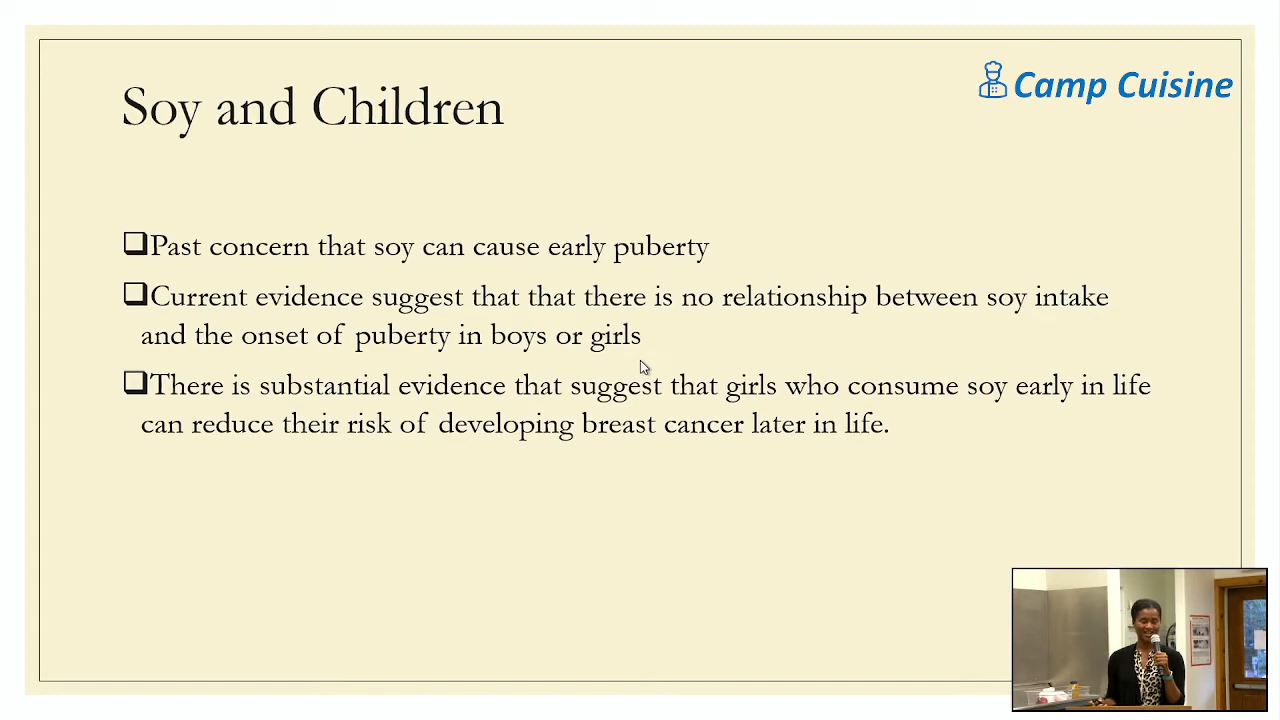 Camp Cuisine
Soy and Children
Past concern that soy can cause early puberty
Current evidence suggest that that there is no relationship between soy intake
and the onset of puberty in boys or girls
There is substantial evidence that suggest that girls who consume soy early in life
can reduce their risk of developing breast cancer later in life.